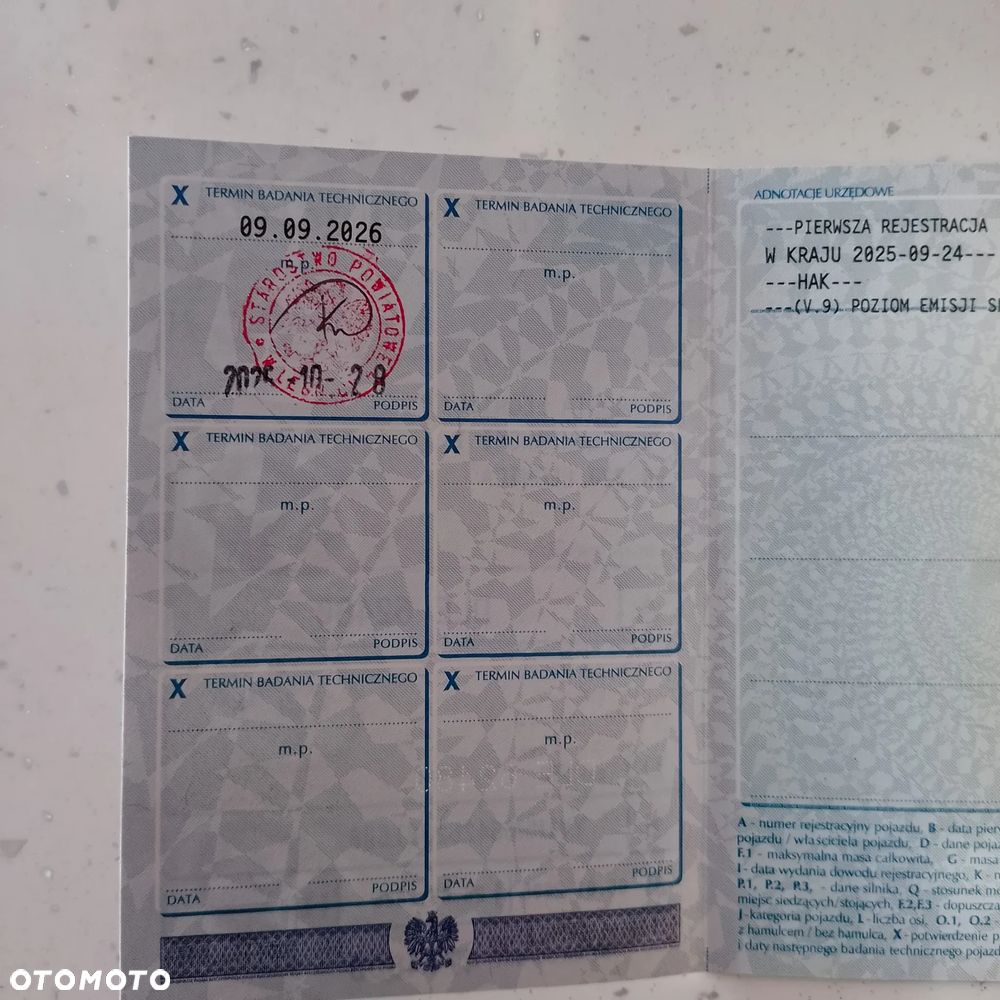 X TERMIN BADANIA TECHNICZNEGO
09.09.2026
m.p.
STAROSTWO POWIATOWE
2025 -10- 28
DATA PODPIS
X TERMIN BADANIA TECHNICZNEGO
m.p.
DATA PODPIS
X TERMIN BADANIA TECHNICZNEGO
m.p.
DATA PODPIS
X TERMIN BADANIA TECHNICZNEGO
m.p.
DATA PODPIS
X TERMIN BADANIA TECHNICZNEGO
m.p.
DATA PODPIS
X TERMIN BADANIA TECHNICZNEGO
m.p.
DATA PODPIS
ADNOTACJE URZĘDOWE
---PIERWSZA REJESTRACJA
W KRAJU 2025-09-24---
---HAK---
---(V.9) POZIOM EMISJI
A - numer rejestracyjny pojazdu, B - data
pojazdu / właściciela pojazdu, D - dane
F.1 - maksymalna masa całkowita, G - masa
I - data wydania dowodu rejestracyjnego, K -
P.1, P.2, P.3, - dane silnika, Q - stosunek
miejsc siedzących/stojących, F.2,F.3 -
J-kategoria pojazdu, L - liczba osi, O.1, O.2
z hamulcem / bez hamulca, X - potwierdzenie
i daty następnego badania technicznego
OTOMOTO